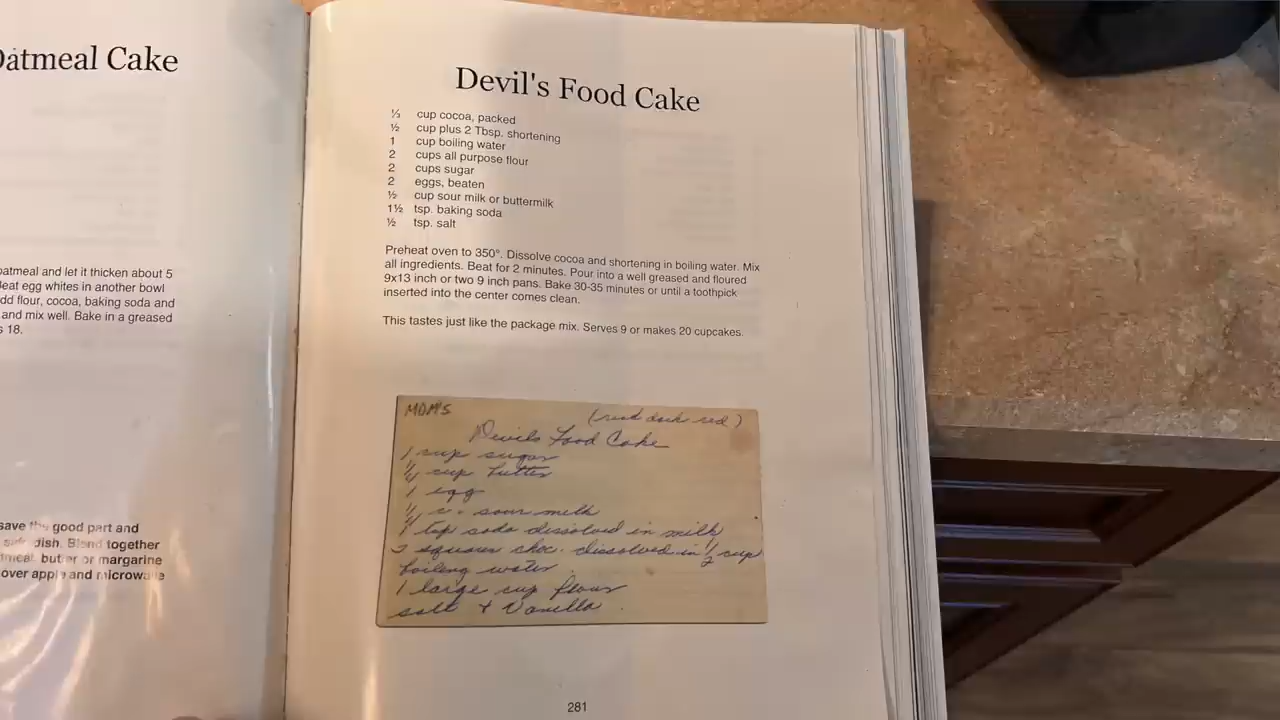 Oatmeal Cake
oatmeal and let it thicken about 5
eat egg whites in another bowl
dd flour, cocoa, baking soda and
and mix well. Bake in a greased
s 18.
save the good part and
side dish. Blend together
tmeal, butter or margarine
over apple and microwave
Devil's Food Cake
⅓ cup cocoa, packed
½ cup plus 2 Tbsp. shortening
1 cup boiling water
2 cups all purpose flour
2 cups sugar
2 eggs, beaten
½ cup sour milk or buttermilk
1½ tsp. baking soda
½ tsp. salt
Preheat oven to 350°. Dissolve cocoa and shortening in boiling water. Mix
all ingredients. Beat for 2 minutes. Pour into a well greased and floured
9x13 inch or two 9 inch pans. Bake 30-35 minutes or until a toothpick
inserted into the center comes clean.
This tastes just like the package mix. Serves 9 or makes 20 cupcakes.
MOM'S
(real dark red)
Devils Food Cake
1 cup sugar
cup butter
1 egg
c. sour milk
1 tsp soda dissolved in milk
2 squares choc. dissolved in ½ cup
boiling water
1 large cup flour
salt + Vanilla
281